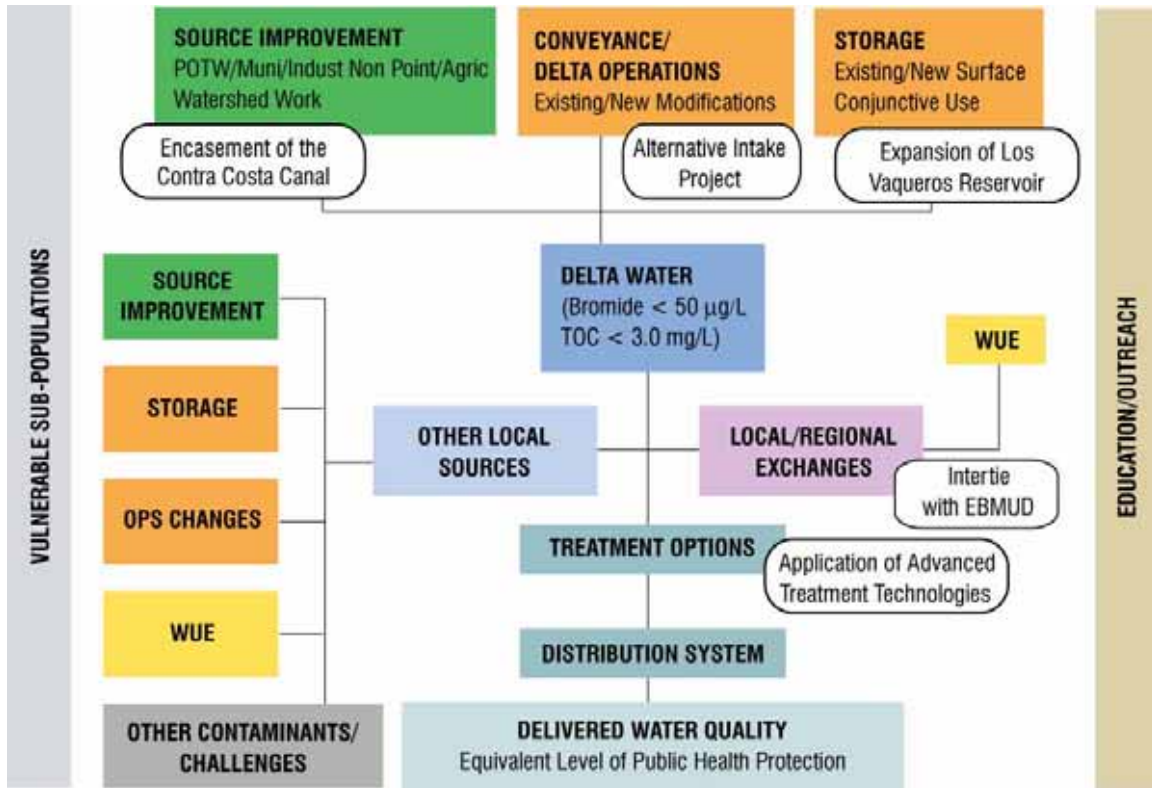 SOURCE IMPROVEMENT
POTW/Muni/Indust Non Point/Agric
Watershed Work
Encasement of the
Contra Costa Canal
CONVEYANCE/
DELTA OPERATIONS
Existing/New Modifications
Alternative Intake
Project
STORAGE
Existing/New Surface
Conjunctive Use
Expansion of Los
Vaqueros Reservoir
VULNERABLE SUB-POPULATIONS
SOURCE
IMPROVEMENT
STORAGE
OPS CHANGES
WUE
OTHER CONTAMINANTS/
CHALLENGES
DELTA WATER
(Bromide < 50 µg/L
TOC < 3.0 mg/L)
OTHER LOCAL
SOURCES
WUE
LOCAL/REGIONAL
EXCHANGES
Intertie
with EBMUD
TREATMENT OPTIONS
Application of Advanced
Treatment Technologies
DISTRIBUTION SYSTEM
DELIVERED WATER QUALITY
Equivalent Level of Public Health Protection
EDUCATION/OUTREACH